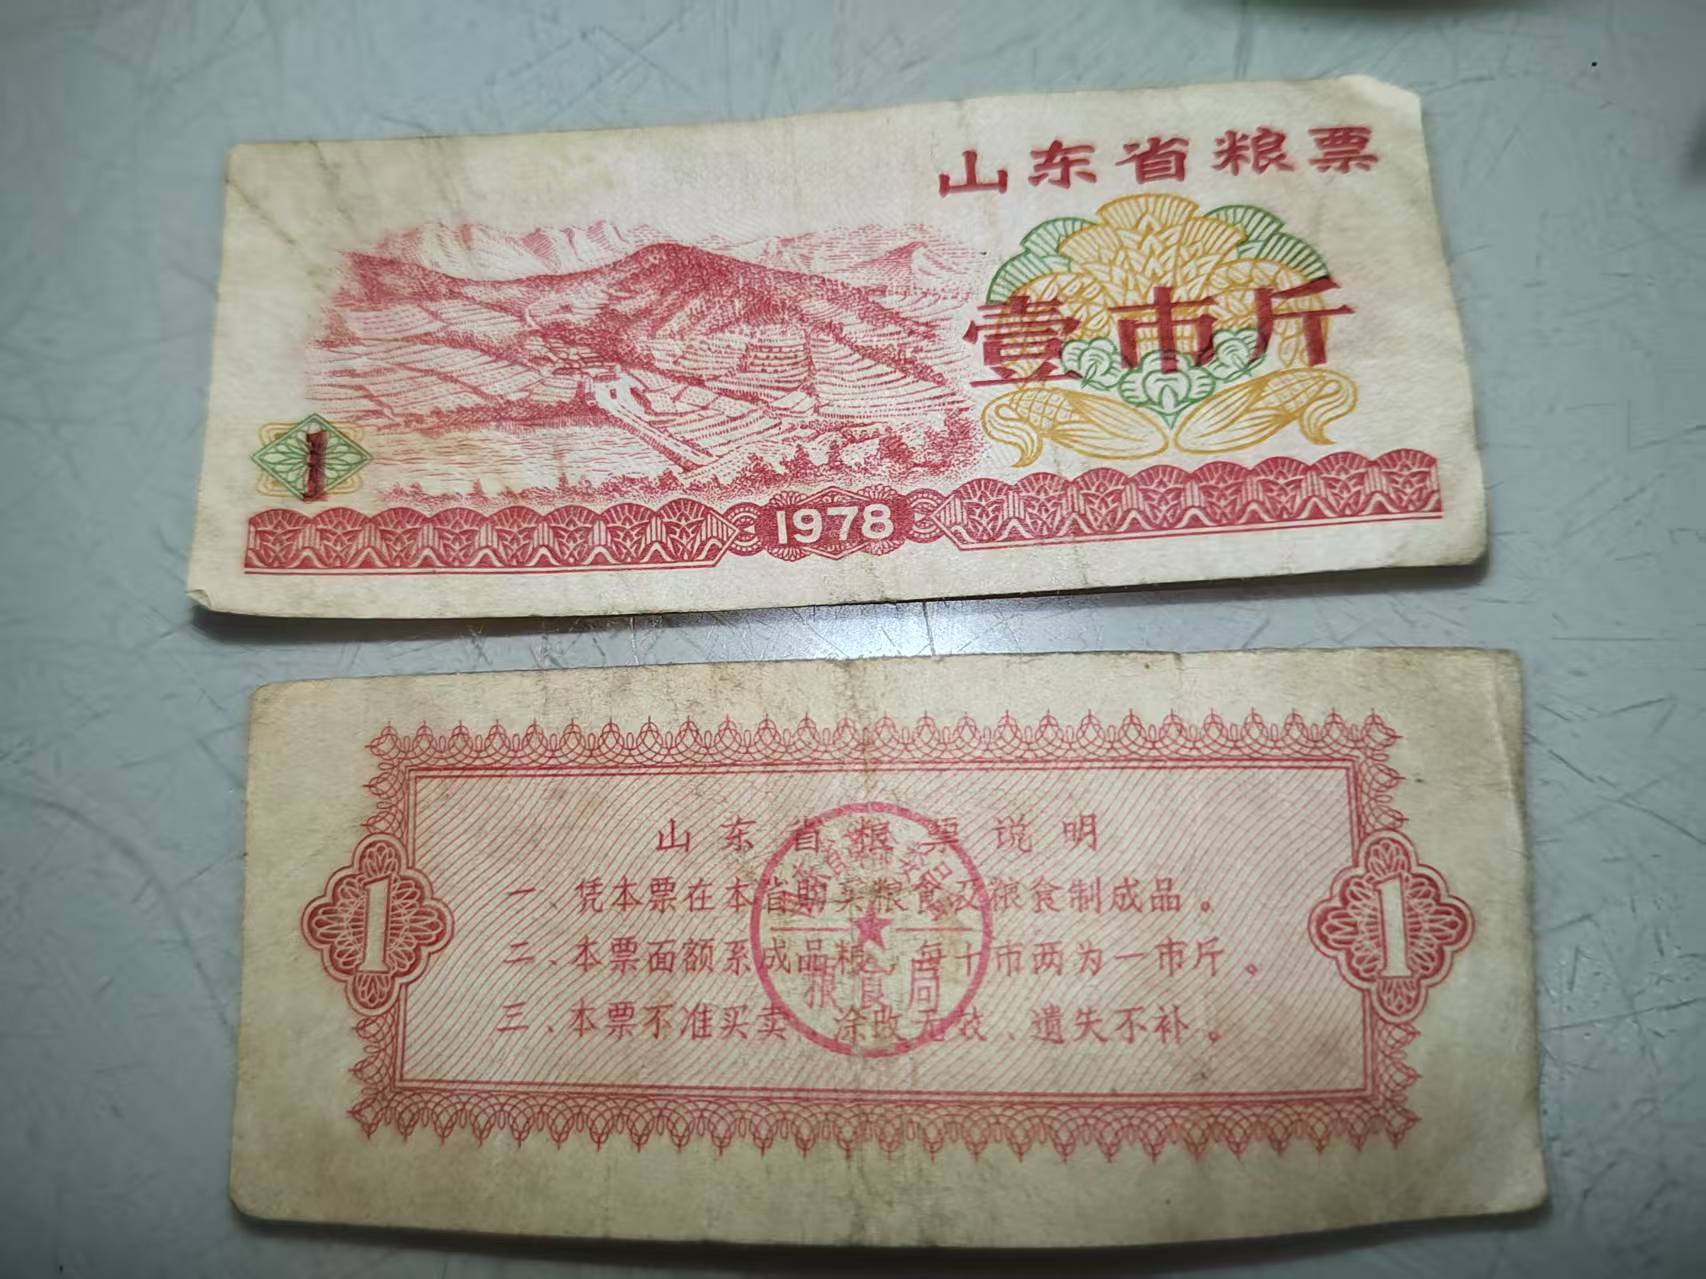 山东省粮票
壹市斤
1
1978
山东省粮票说明
一、凭本票在本省购买粮食及粮食制成品。
二、本票面额系成品粮，每十市两为一市斤。
三、本票不准买卖、涂改无效、遗失不补。
粮食局
1
1